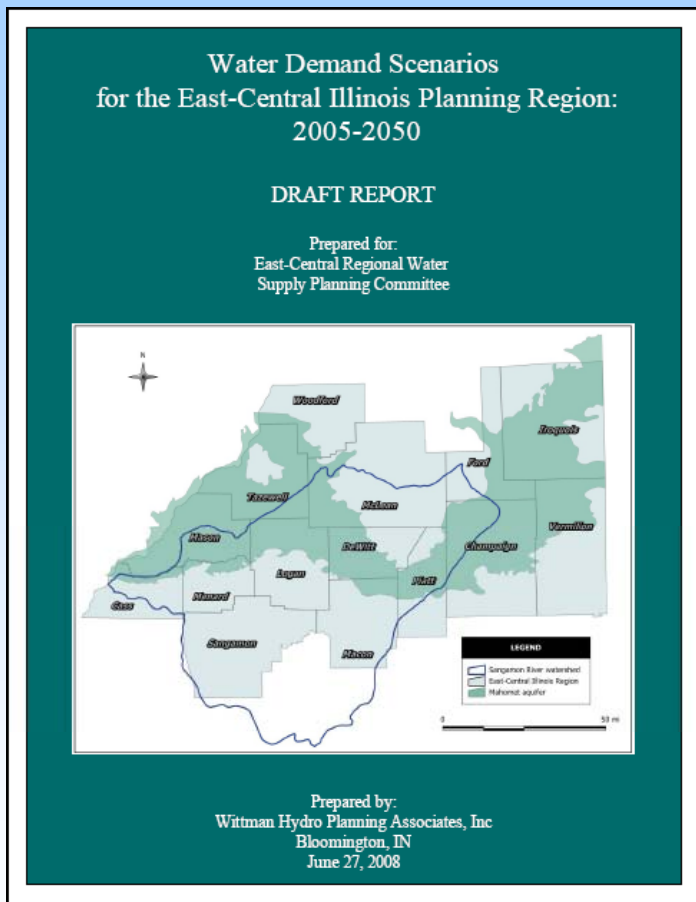 Water Demand Scenarios
for the East-Central Illinois Planning Region:
2005-2050
DRAFT REPORT
Prepared for:
East-Central Regional Water
Supply Planning Committee
N
Woodford
Iroquois
Ford
Tazewell
McLean
Mason
Vermilion
DeWitt
Champaign
Logan
Piatt
Cass
Manard
Sangamon
Macon
LEGEND
Sangamon River watershed
East-Central Illinois Region
Mahomet aquifer
0 50 mi
Prepared by:
Wittman Hydro Planning Associates, Inc
Bloomington, IN
June 27, 2008